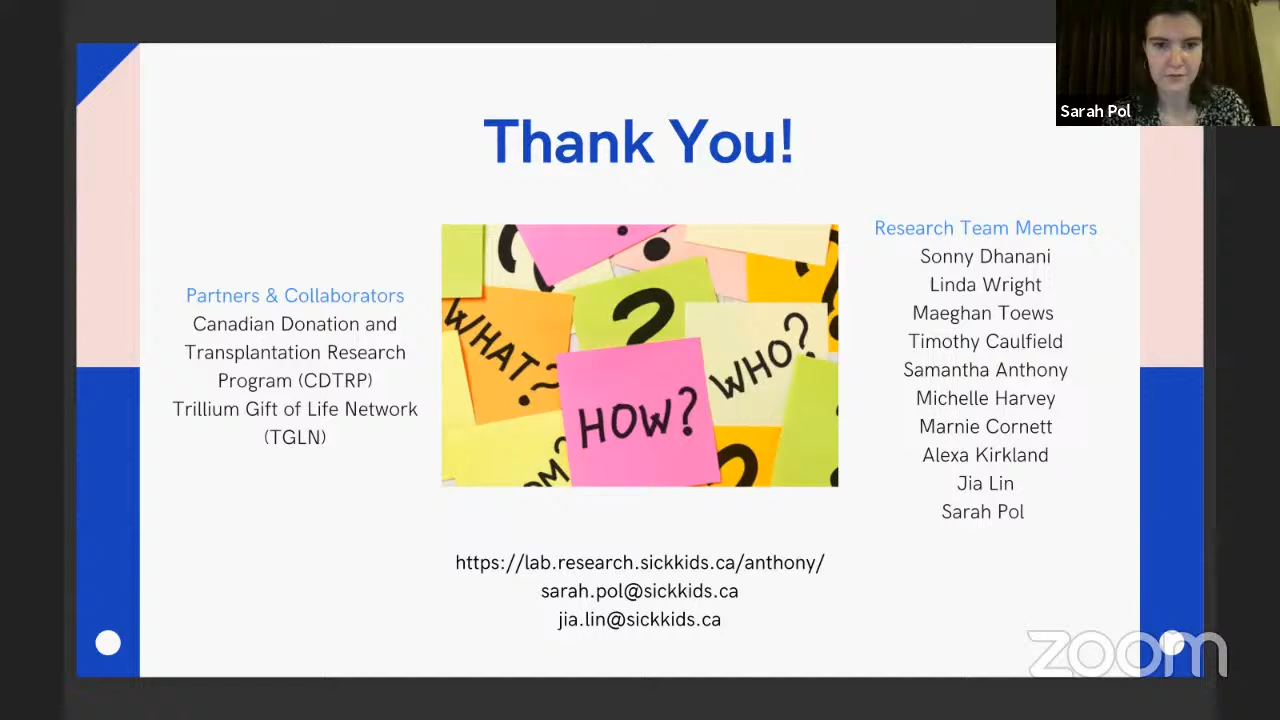 Sarah Pol
Thank You!
Partners & Collaborators
Canadian Donation and
Transplantation Research
Program (CDTRP)
Trillium Gift of Life Network
(TGLN)
?
WHAT?
?
WHO?
HOW?
OM?
?
Research Team Members
Sonny Dhanani
Linda Wright
Maeghan Toews
Timothy Caulfield
Samantha Anthony
Michelle Harvey
Marnie Cornett
Alexa Kirkland
Jia Lin
Sarah Pol
https://lab.research.sickkids.ca/anthony/
sarah.pol@sickkids.ca
jia.lin@sickkids.ca
zoom